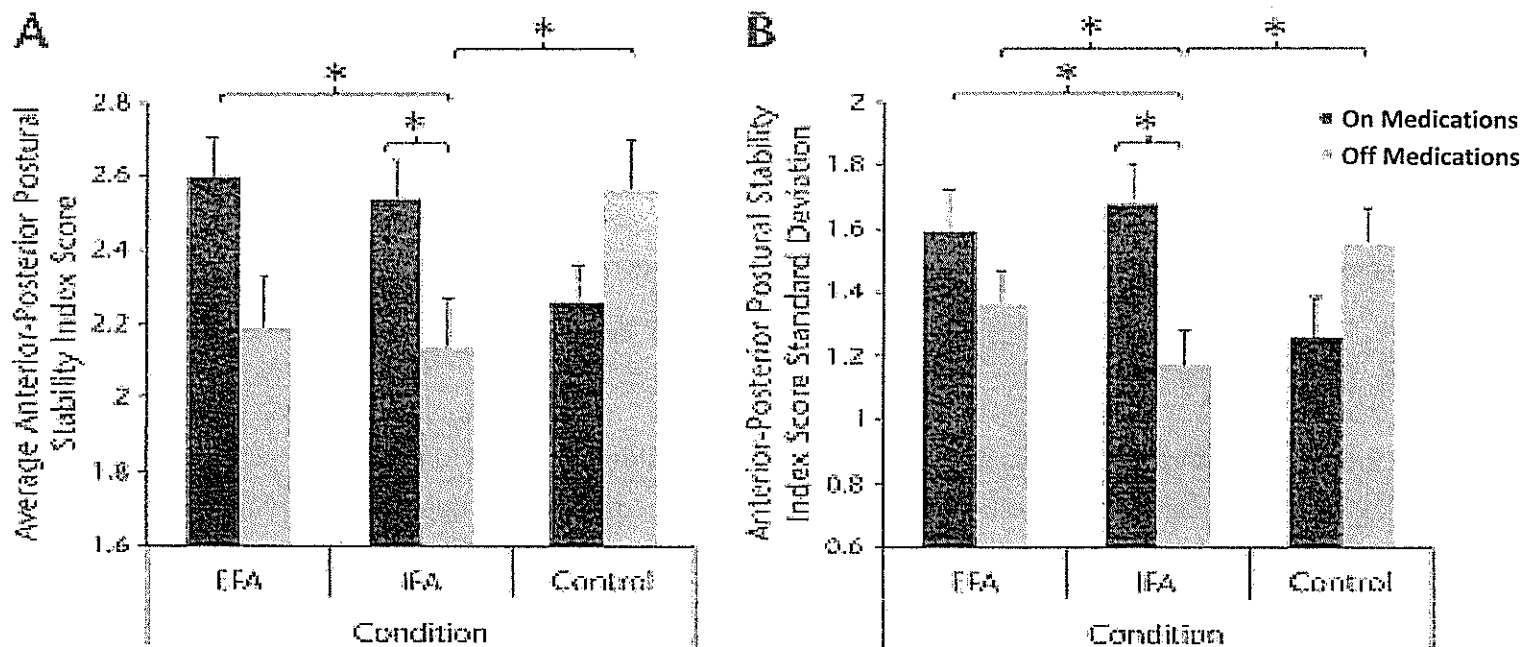 A
*
*
*
Average Anterior-Posterior Postural
Stability Index Score
2.8
2.6
2.4
2.2
2
1.8
1.6
EFA
IFA
Control
Condition
B
*
*
*
*
Anterior-Posterior Postural Stability
Index Score Standard Deviation
2
1.8
1.6
1.4
1.2
1
0.8
0.6
EFA
IFA
Control
Condition
On Medications
Off Medications